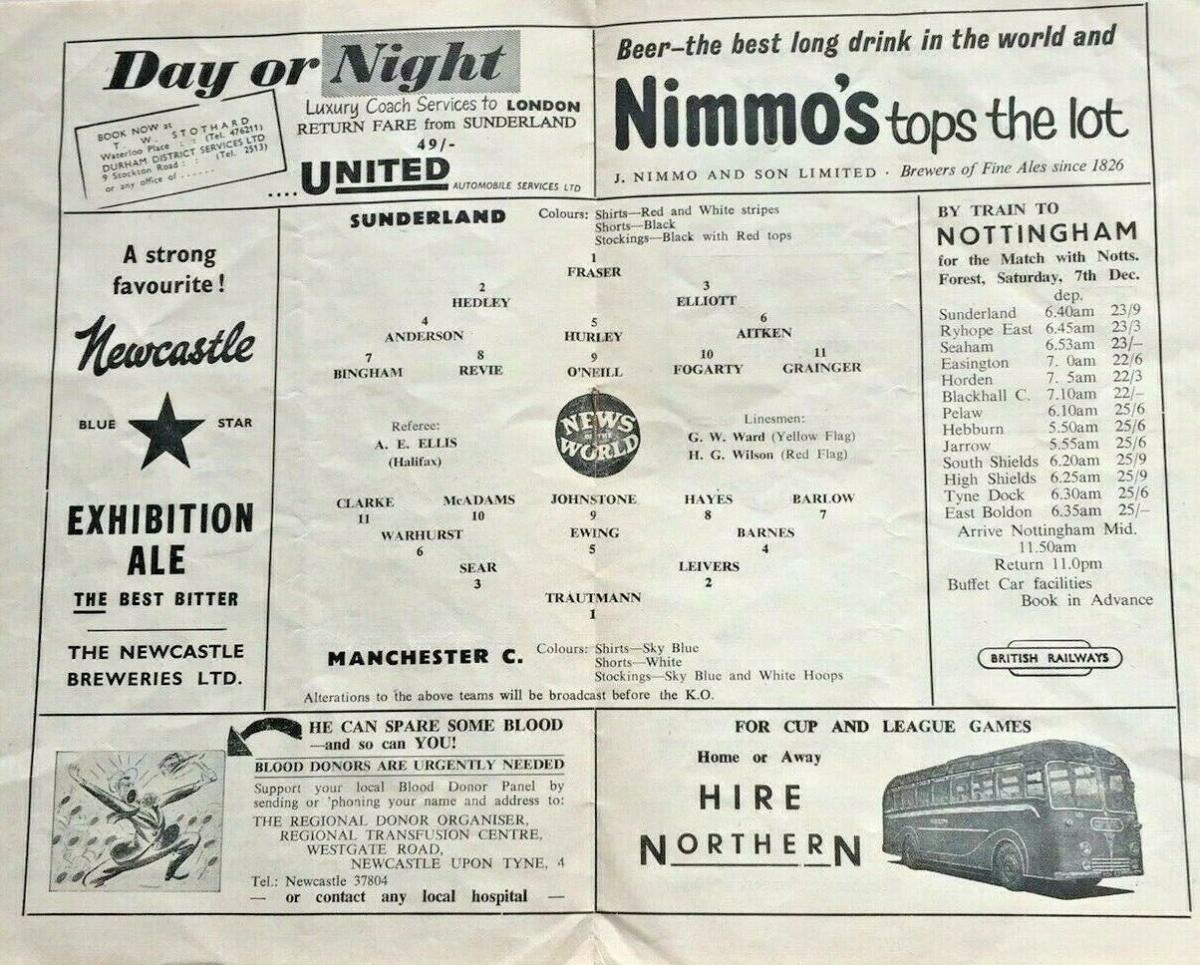 Day or Night
Luxury Coach Services to LONDON
RETURN FARE from SUNDERLAND
49/-
BOOK NOW at
T. W. STOTHARD
Waterloo Place : : (Tel. 476211)
DURHAM DISTRICT SERVICES LTD
9 Stockton Road : : (Tel. 2513)
or any office of ......
.... UNITED
AUTOMOBILE SERVICES LTD
Beer–the best long drink in the world and
Nimmo's tops the lot
J. NIMMO AND SON LIMITED · Brewers of Fine Ales since 1826
A strong
favourite!
Newcastle
BLUE STAR
EXHIBITION
ALE
THE BEST BITTER
THE NEWCASTLE
BREWERIES LTD.
SUNDERLAND
Colours: Shirts—Red and White stripes
Shorts—Black
Stockings—Black with Red tops
1
FRASER
2 3
HEDLEY ELLIOTT
4 5 6
ANDERSON HURLEY AITKEN
7 8 9 10 11
BINGHAM REVIE O'NEILL FOGARTY GRAINGER
Referee:
A. E. ELLIS
(Halifax)
NEWS
OF THE
WORLD
Linesmen:
G. W. Ward (Yellow Flag)
H. G. Wilson (Red Flag)
CLARKE McADAMS JOHNSTONE HAYES BARLOW
11 10 9 8 7
WARHURST EWING BARNES
6 5 4
SEAR LEIVERS
3 2
TRAUTMANN
1
MANCHESTER C.
Colours: Shirts—Sky Blue
Shorts—White
Stockings—Sky Blue and White Hoops
Alterations to the above teams will be broadcast before the K.O.
BY TRAIN TO
NOTTINGHAM
for the Match with Notts.
Forest, Saturday, 7th Dec.
dep.
Sunderland 6.40am 23/9
Ryhope East 6.45am 23/3
Seaham 6.53am 23/–
Easington 7. 0am 22/6
Horden 7. 5am 22/3
Blackhall C. 7.10am 22/–
Pelaw 6.10am 25/6
Hebburn 5.50am 25/6
Jarrow 5.55am 25/6
South Shields 6.20am 25/9
High Shields 6.25am 25/9
Tyne Dock 6.30am 25/6
East Boldon 6.35am 25/–
Arrive Nottingham Mid.
11.50am
Return 11.0pm
Buffet Car facilities
Book in Advance
BRITISH RAILWAYS
HE CAN SPARE SOME BLOOD
—and so can YOU!
BLOOD DONORS ARE URGENTLY NEEDED
Support your local Blood Donor Panel by
sending or 'phoning your name and address to:
THE REGIONAL DONOR ORGANISER,
REGIONAL TRANSFUSION CENTRE,
WESTGATE ROAD,
NEWCASTLE UPON TYNE, 4
Tel.: Newcastle 37804
— or contact any local hospital —
FOR CUP AND LEAGUE GAMES
Home or Away
HIRE
NORTHERN